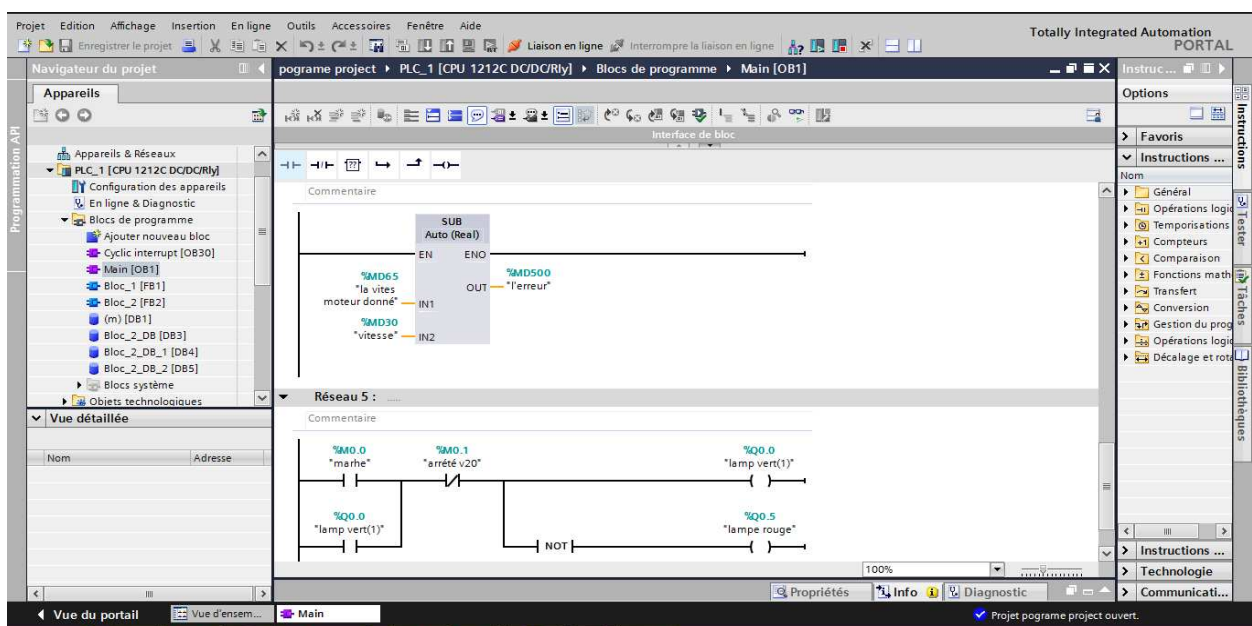 Projet Edition Affichage Insertion En ligne Outils Accessoires Fenêtre Aide
Totally Integrated Automation
PORTAL
Enregistrer le projet Liaison en ligne Interrompre la liaison en ligne
Navigateur du projet
pograme project PLC_1 [CPU 1212C DC/DC/Rly] Blocs de programme Main [OB1]
Instruc...
Appareils
Options
Programmation API
Interface de bloc
Favoris
Instructions ...
Nom
Appareils & Réseaux
PLC_1 [CPU 1212C DC/DC/Rly]
Configuration des appareils
En ligne & Diagnostic
Blocs de programme
Ajouter nouveau bloc
Cyclic interrupt [OB30]
Main [OB1]
Bloc_1 [FB1]
Bloc_2 [FB2]
(m) [DB1]
Bloc_2_DB [DB3]
Bloc_2_DB_1 [DB4]
Bloc_2_DB_2 [DB5]
Blocs système
Objets technologiques
Vue détaillée
Nom Adresse
??
Commentaire
SUB
Auto (Real)
EN ENO
%MD65
"la vites
moteur donné"
IN1
%MD30
"vitesse"
IN2
OUT
%MD500
"l'erreur"
Réseau 5 : .....
Commentaire
%M0.0
"marhe"
%M0.1
"arrété v20"
%Q0.0
"lamp vert(1)"
%Q0.0
"lamp vert(1)"
NOT
%Q0.5
"lampe rouge"
100%
Général
Opérations logi
Temporisations
Compteurs
Comparaison
Fonctions math
Transfert
Conversion
Gestion du prog
Opérations logi
Décalage et rota
Instructions ...
Technologie
Communicati...
Instructions
Tester
Tâches
Bibliothèques
Propriétés Info Diagnostic
Vue du portail Vue d'ensem... Main
Projet pograme project ouvert.